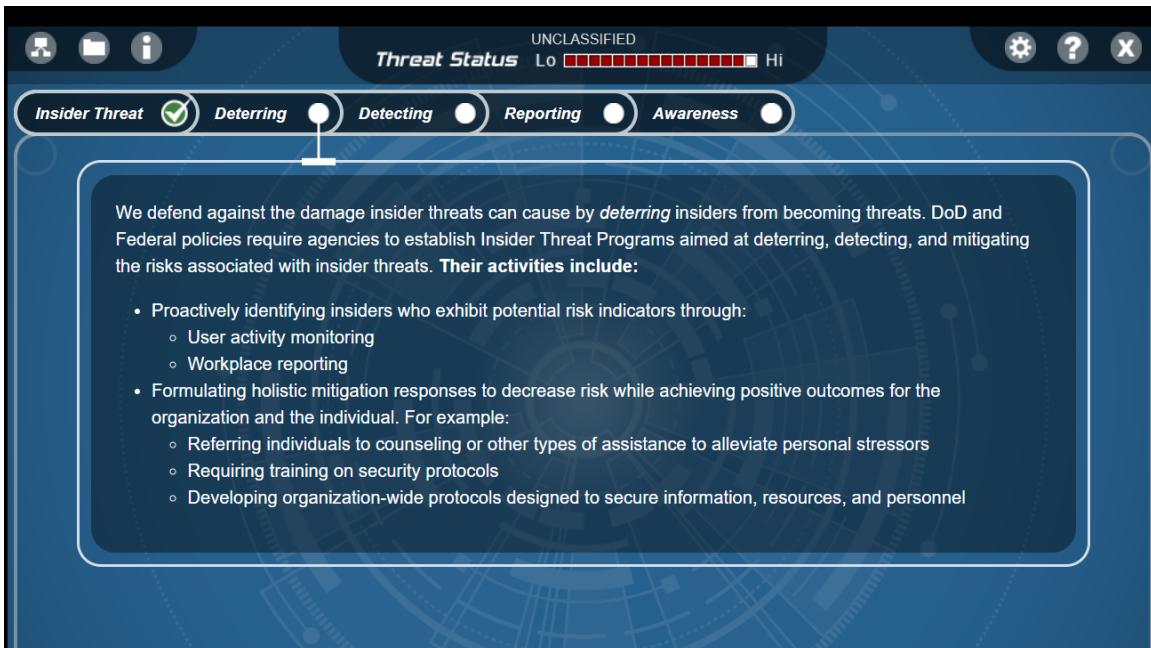 UNCLASSIFIED
Threat Status Lo Hi
Insider Threat Deterring Detecting Reporting Awareness
We defend against the damage insider threats can cause by deterring insiders from becoming threats. DoD and
Federal policies require agencies to establish Insider Threat Programs aimed at deterring, detecting, and mitigating
the risks associated with insider threats. Their activities include:
• Proactively identifying insiders who exhibit potential risk indicators through:
◦ User activity monitoring
◦ Workplace reporting
• Formulating holistic mitigation responses to decrease risk while achieving positive outcomes for the
organization and the individual. For example:
◦ Referring individuals to counseling or other types of assistance to alleviate personal stressors
◦ Requiring training on security protocols
◦ Developing organization-wide protocols designed to secure information, resources, and personnel